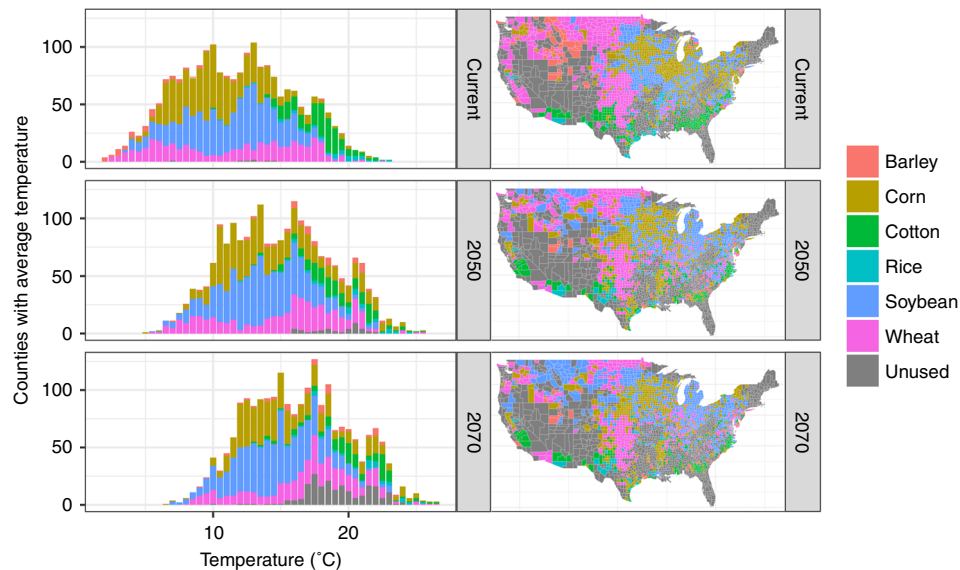 Counties with average temperature
100
50
0
Current
Current
100
50
0
2050
2050
100
50
0
2070
2070
10
20
Temperature (˚C)
Barley
Corn
Cotton
Rice
Soybean
Wheat
Unused